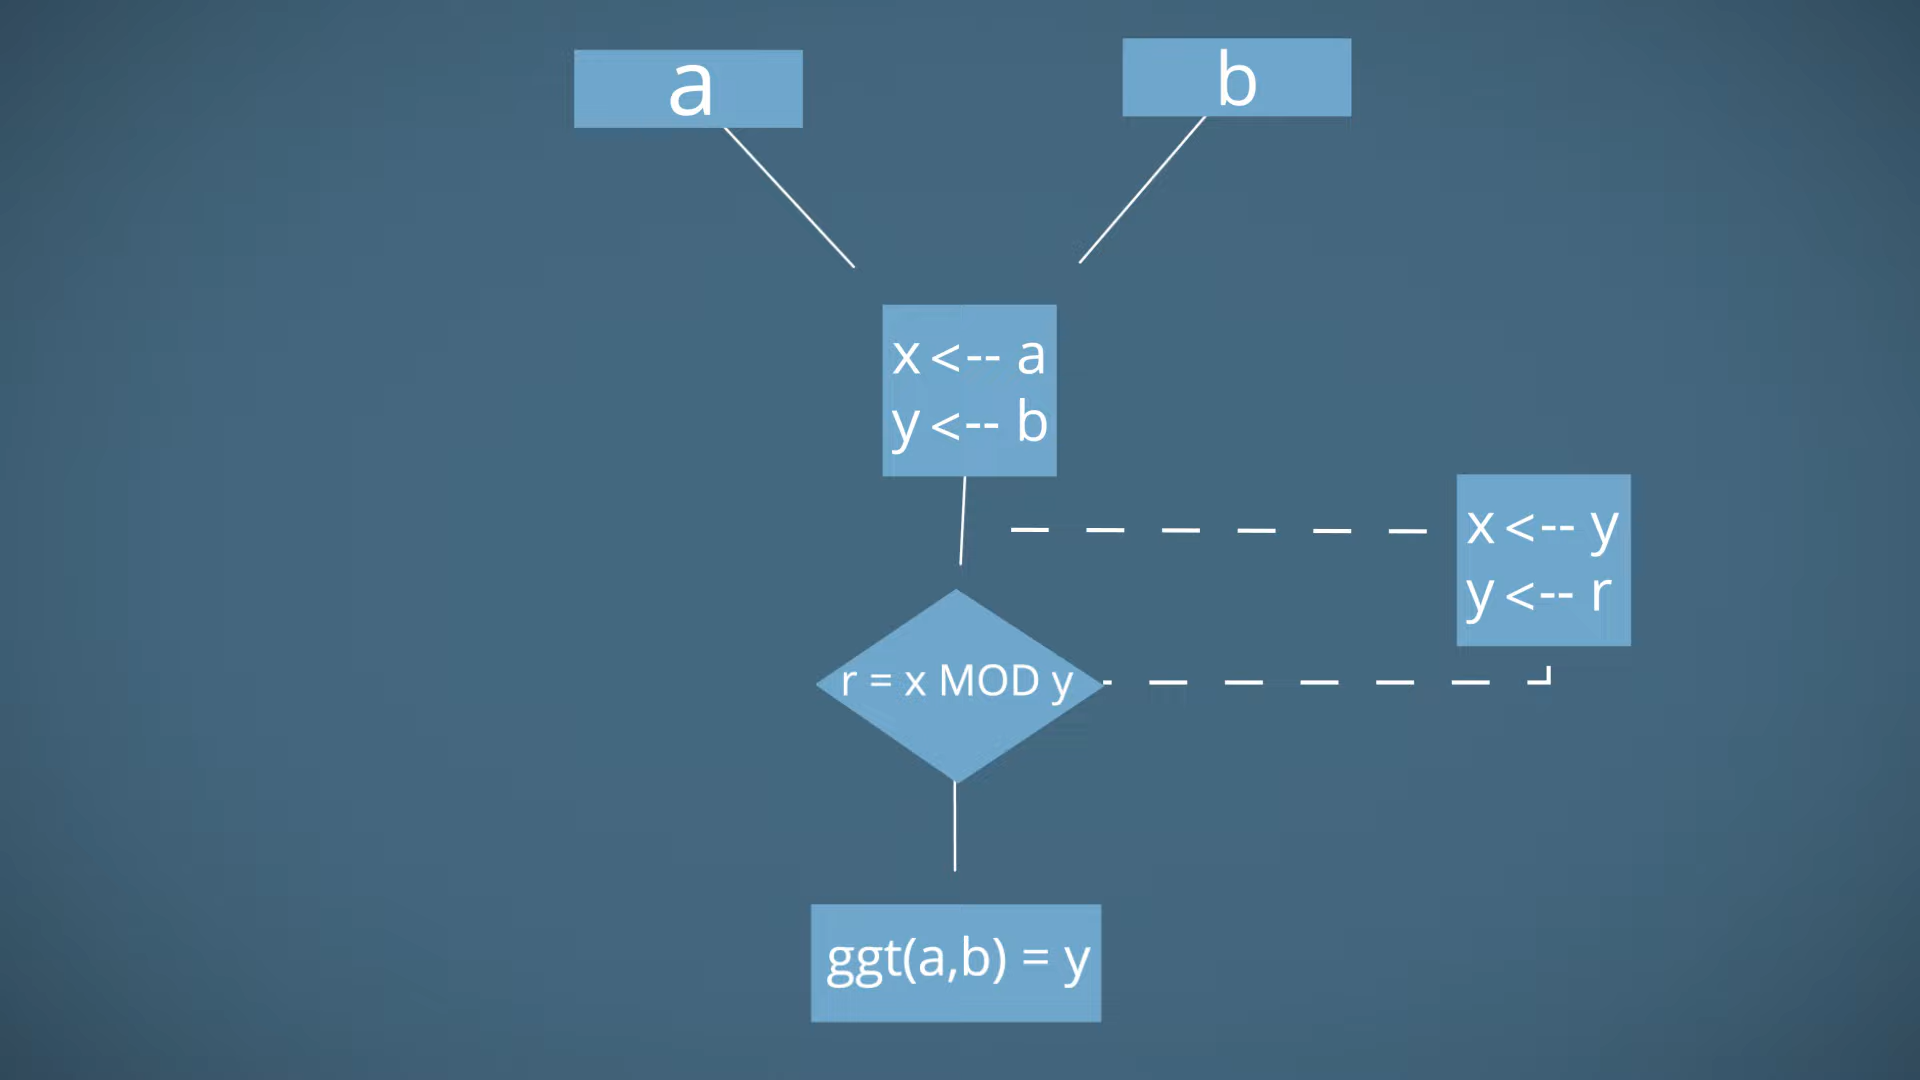 a
b
x <-- a
y <-- b
x <-- y
y <-- r
r = x MOD y
ggt(a,b) = y